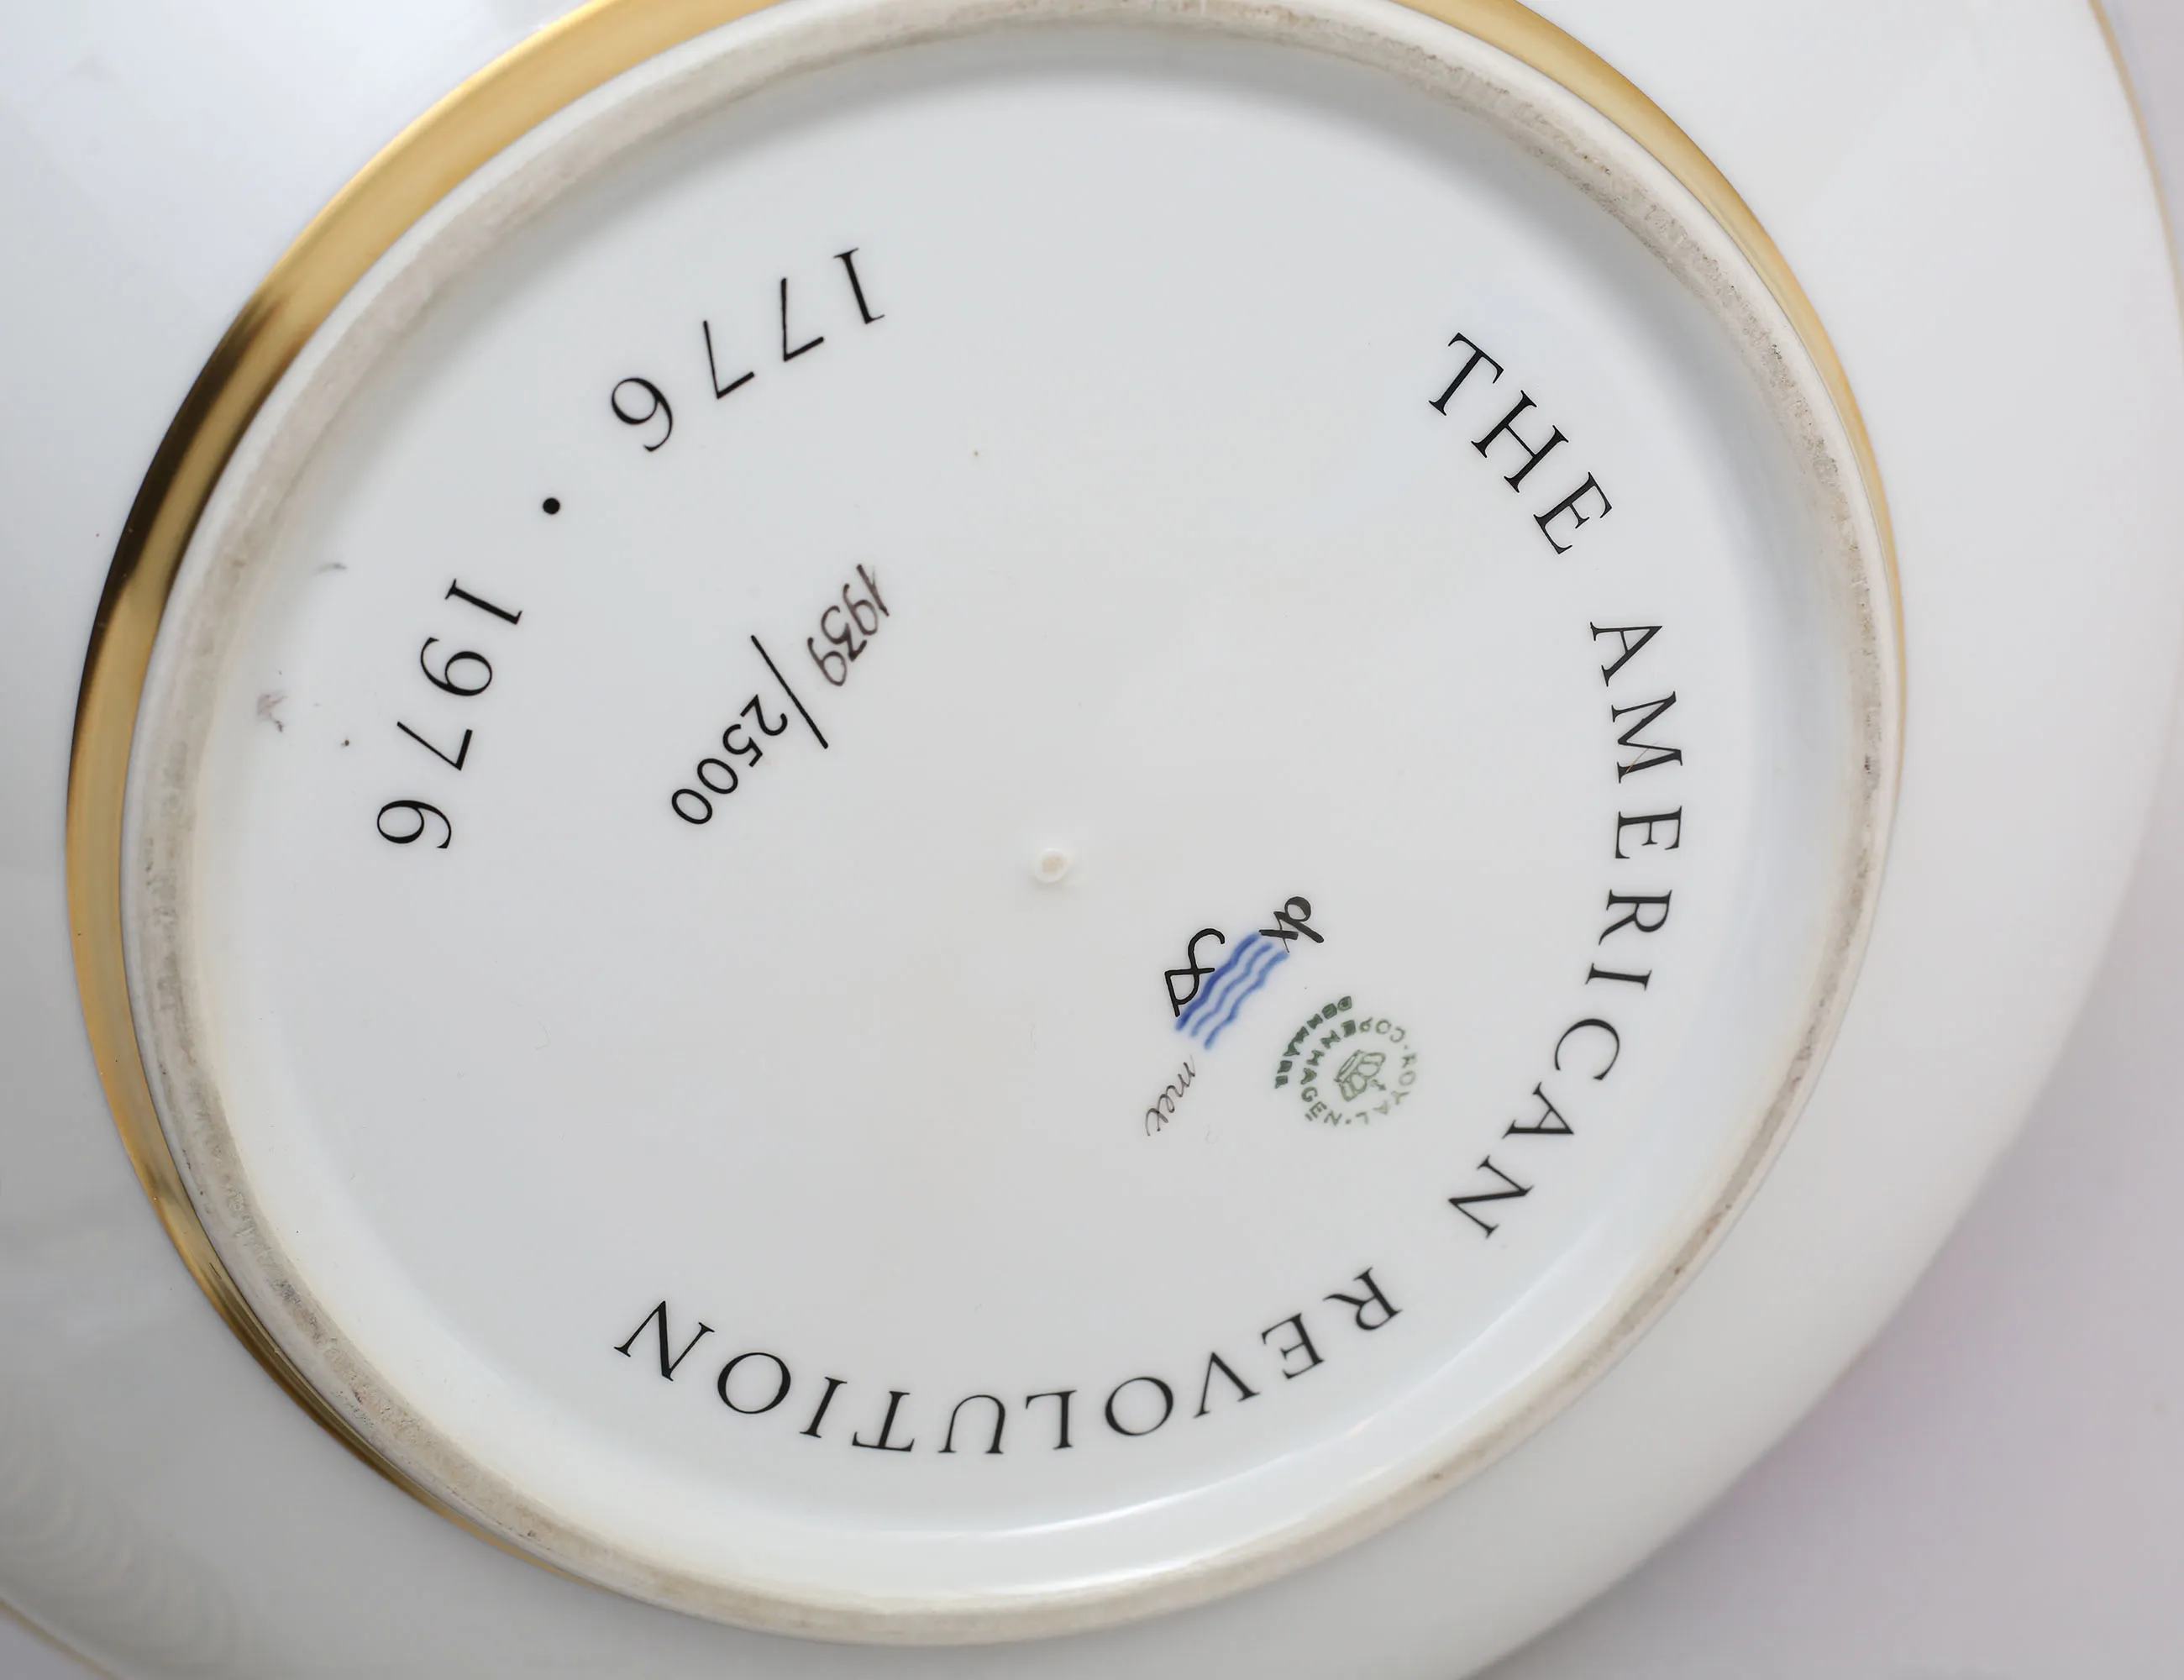 THE AMERICAN REVOLUTION
1776 · 1976
1939/2500
ROYAL · COPENHAGEN ·
DENMARK